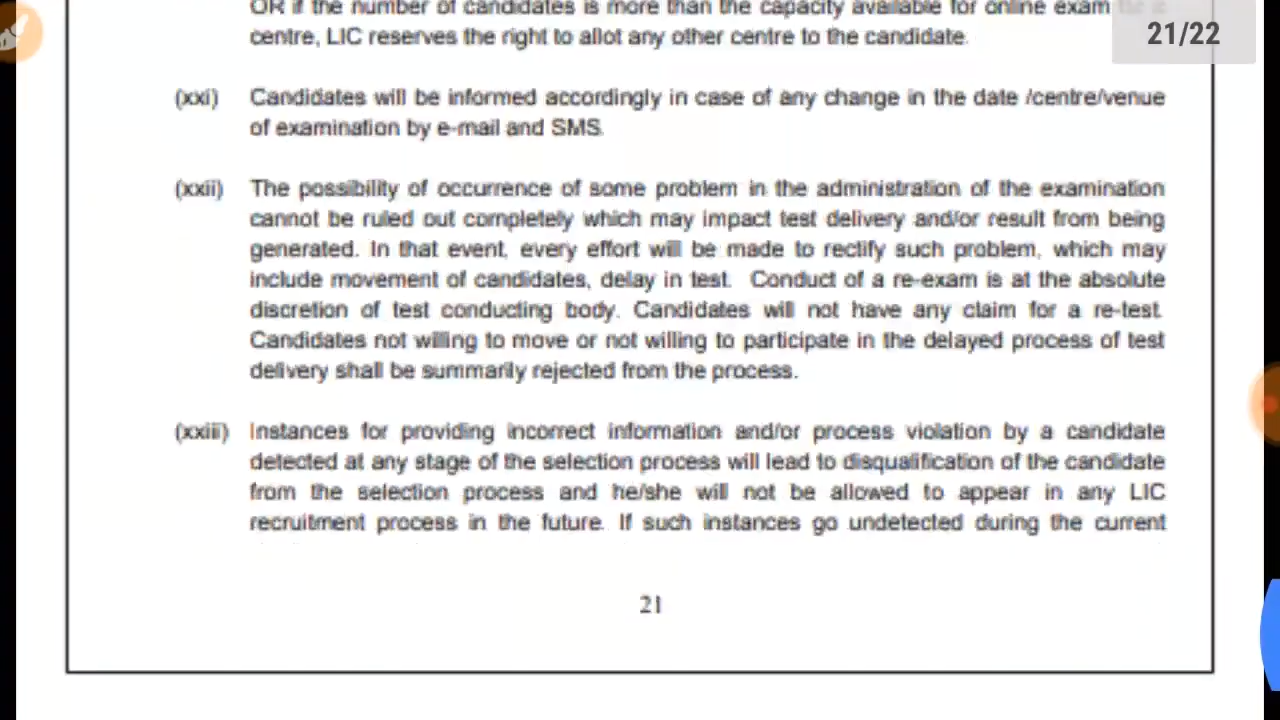 OR if the number of candidates is more than the capacity available for online exam
21/22
centre, LIC reserves the right to allot any other centre to the candidate.
(xxi) Candidates will be informed accordingly in case of any change in the date /centre/venue
of examination by e-mail and SMS.
(xxii) The possibility of occurrence of some problem in the administration of the examination
cannot be ruled out completely which may impact test delivery and/or result from being
generated. In that event, every effort will be made to rectify such problem, which may
include movement of candidates, delay in test. Conduct of a re-exam is at the absolute
discretion of test conducting body. Candidates will not have any claim for a re-test.
Candidates not willing to move or not willing to participate in the delayed process of test
delivery shall be summarily rejected from the process.
(xxiii) Instances for providing incorrect information and/or process violation by a candidate
detected at any stage of the selection process will lead to disqualification of the candidate
from the selection process and he/she will not be allowed to appear in any LIC
recruitment process in the future. If such instances go undetected during the current
21